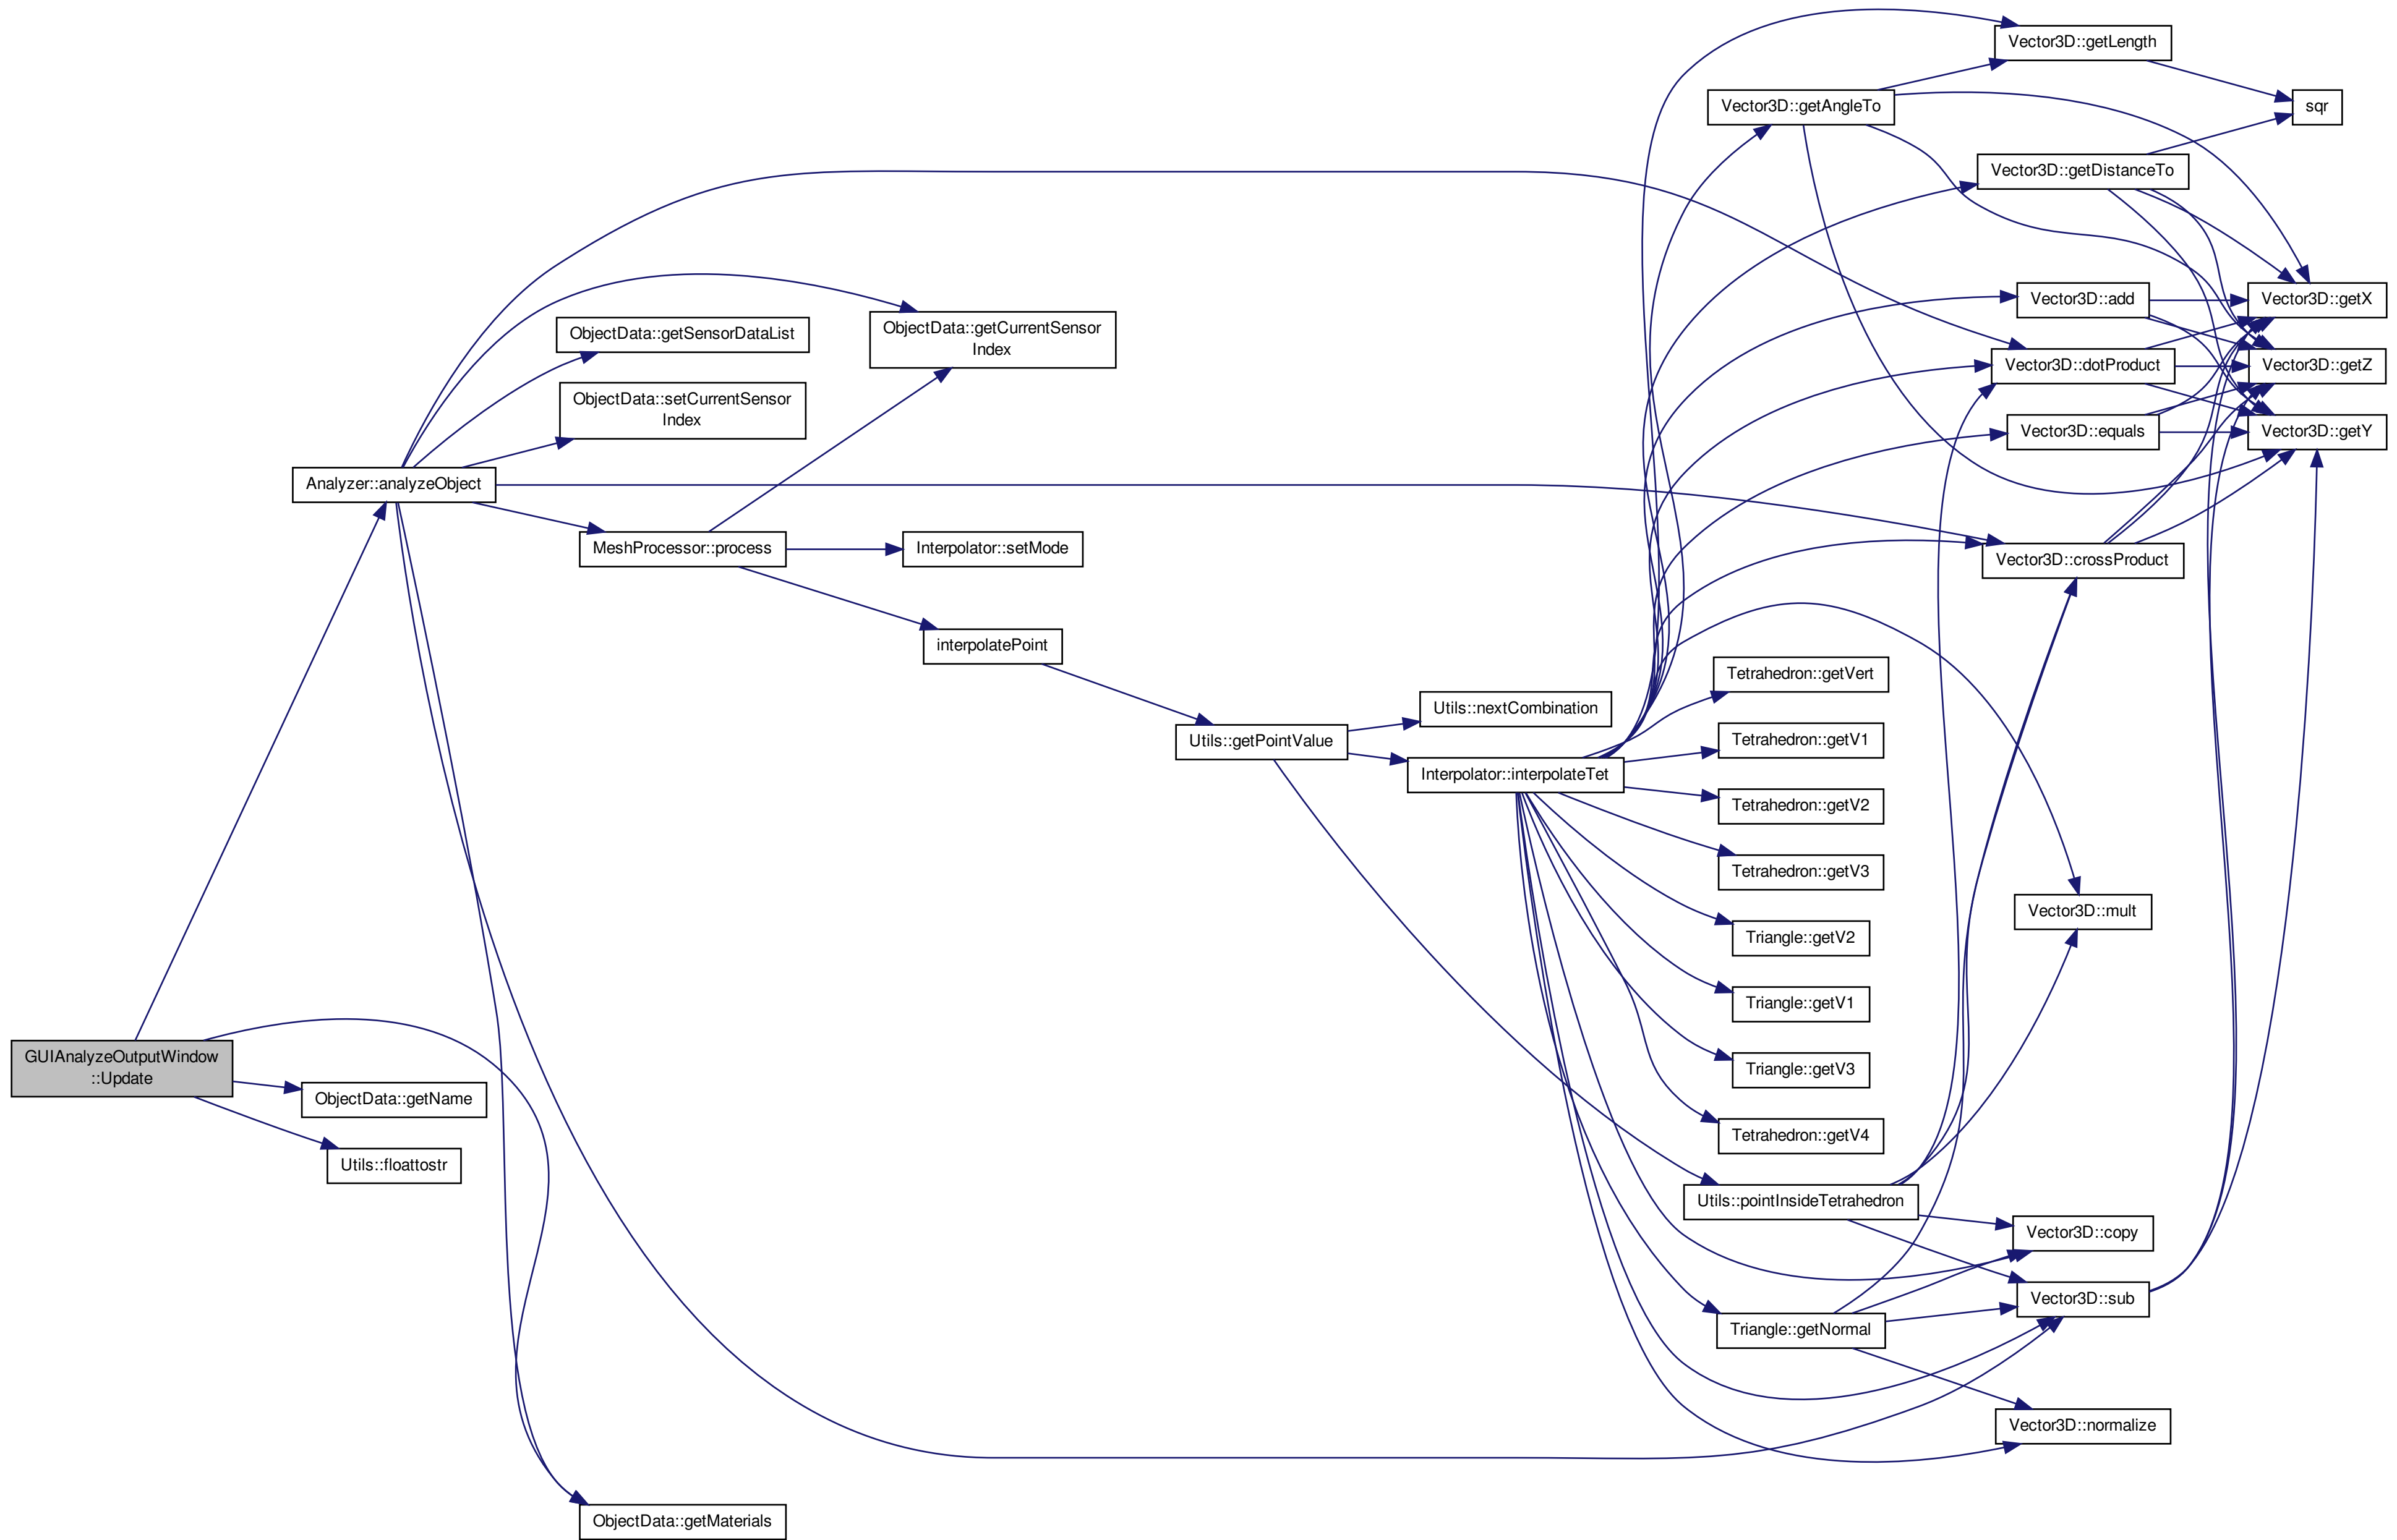 Vector3D::getLength
Vector3D::getAngleTo
sqr
Vector3D::getDistanceTo
Vector3D::add
Vector3D::getX
ObjectData::getSensorDataList
ObjectData::getCurrentSensor
Index
Vector3D::dotProduct
Vector3D::getZ
ObjectData::setCurrentSensor
Index
Vector3D::equals
Vector3D::getY
Analyzer::analyzeObject
MeshProcessor::process
Interpolator::setMode
Vector3D::crossProduct
interpolatePoint
Tetrahedron::getVert
Utils::nextCombination
Utils::getPointValue
Tetrahedron::getV1
Interpolator::interpolateTet
Tetrahedron::getV2
Tetrahedron::getV3
Vector3D::mult
Triangle::getV2
Triangle::getV1
GUIAnalyzeOutputWindow
::Update
Triangle::getV3
ObjectData::getName
Tetrahedron::getV4
Utils::floattostr
Utils::pointInsideTetrahedron
Vector3D::copy
Vector3D::sub
Triangle::getNormal
Vector3D::normalize
ObjectData::getMaterials